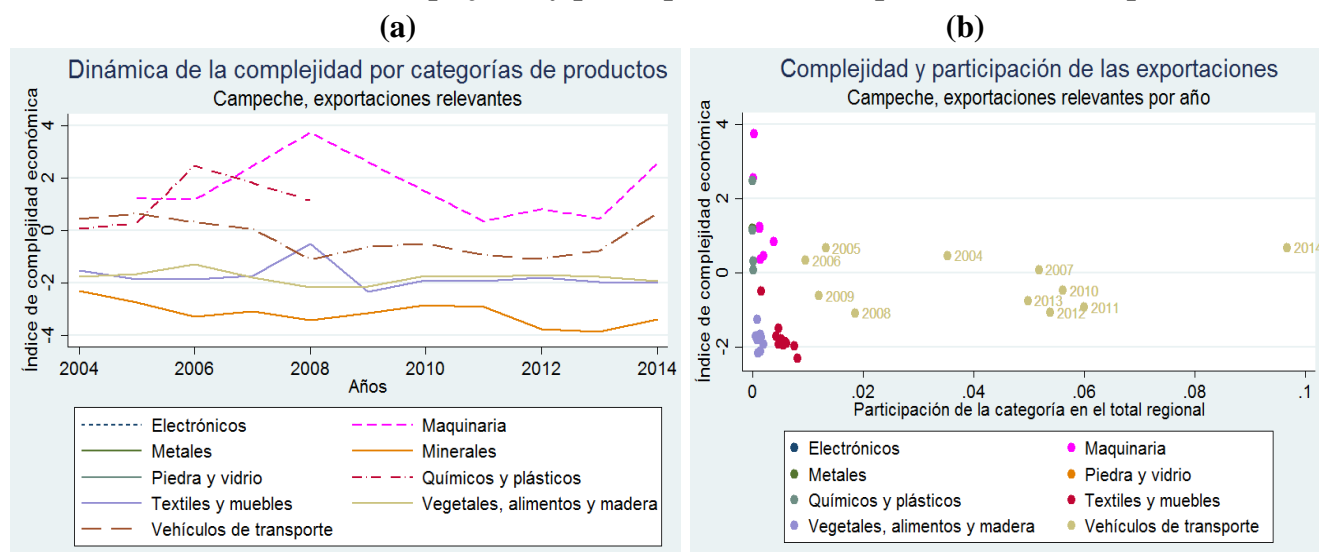 (a)
(b)
Dinámica de la complejidad por categorías de productos
Campeche, exportaciones relevantes
Índice de complejidad económica
4
2
0
-2
-4
2004 2006 2008 2010 2012 2014
Años
Electrónicos Maquinaria
Metales Minerales
Piedra y vidrio Químicos y plásticos
Textiles y muebles Vegetales, alimentos y madera
Vehículos de transporte
Complejidad y participación de las exportaciones
Campeche, exportaciones relevantes por año
Índice de complejidad económica
4
2
0
-2
2005
2006
2004
2007
2014
2009
2008
2010
2013
2012
2011
0 .02 .04 .06 .08 .1
Participación de la categoría en el total regional
Electrónicos Maquinaria
Metales Piedra y vidrio
Químicos y plásticos Textiles y muebles
Vegetales, alimentos y madera Vehículos de transporte